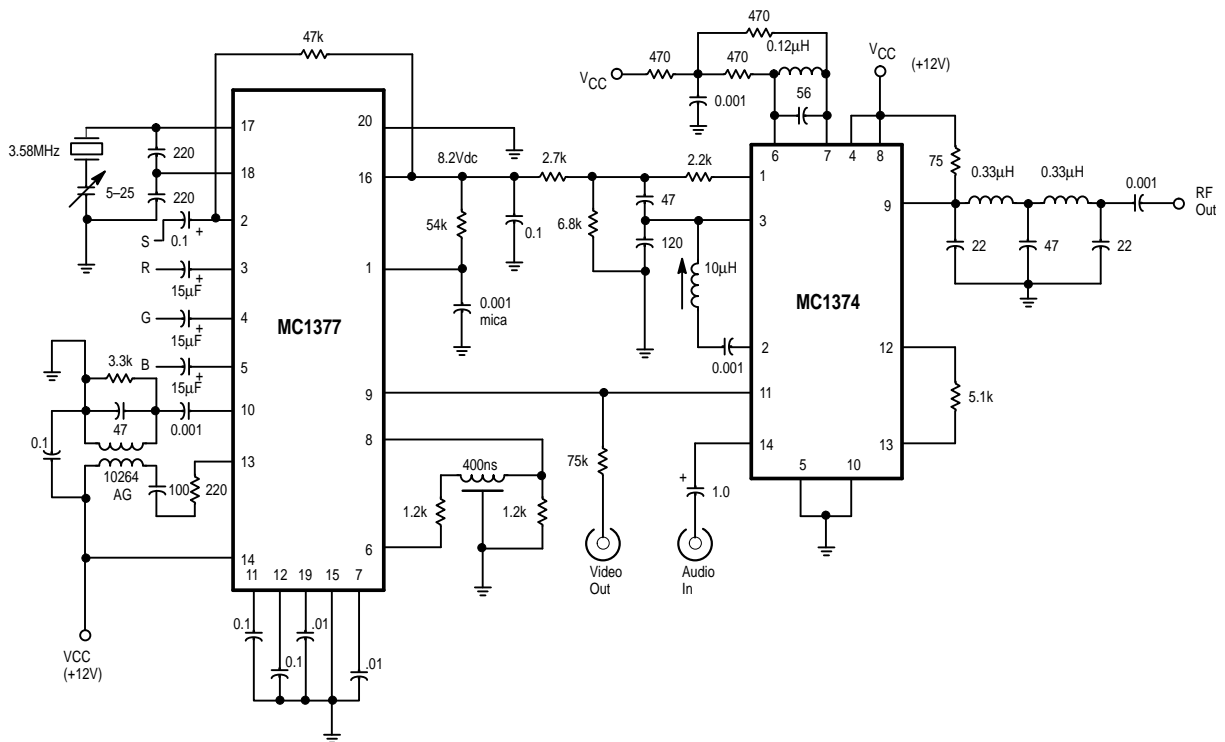 47k
470
0.12µH
VCC
470
470
VCC
(+12V)
0.001
56
3.58MHz
17
220
18
5–25
220
S
0.1
+
2
R
15µF
+
3
G
15µF
+
4
B
15µF
+
5
3.3k
47
0.001
10
0.1
10264
AG
100
220
13
14
VCC
(+12V)
MC1377
20
16
1
9
8
6
11
12
19
15
7
0.1
0.1
.01
.01
8.2Vdc
54k
0.001
mica
0.1
2.7k
6.8k
47
120
2.2k
10µH
0.001
400ns
1.2k
1.2k
75k
Video
Out
+
1.0
Audio
In
6
7
4
8
1
3
2
11
14
MC1374
9
12
13
5
10
75
0.33µH
0.33µH
0.001
RF
Out
22
47
22
5.1k